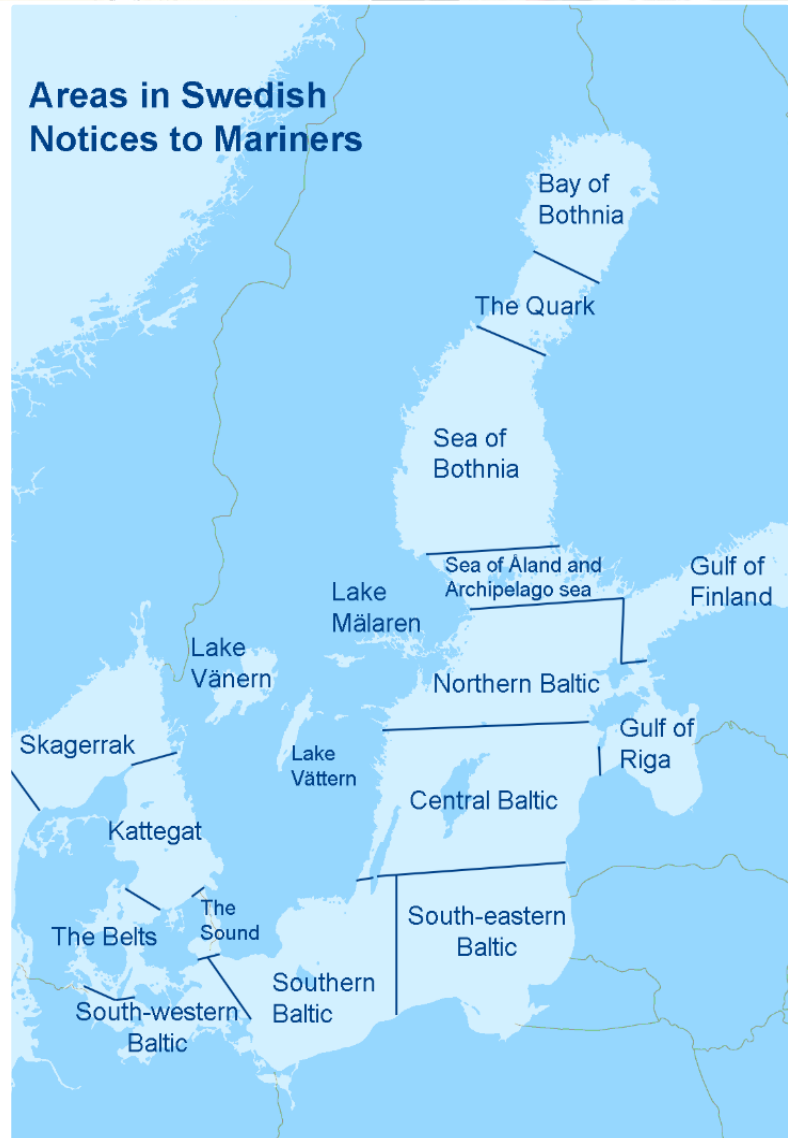 Areas in Swedish
Notices to Mariners
Bay of
Bothnia
The Quark
Sea of
Bothnia
Sea of Åland and
Archipelago sea
Gulf of
Finland
Lake
Mälaren
Lake
Vänern
Northern Baltic
Skagerrak
Lake
Vättern
Gulf of
Riga
Central Baltic
Kattegat
The
Sound
The Belts
South-eastern
Baltic
Southern
Baltic
South-western
Baltic